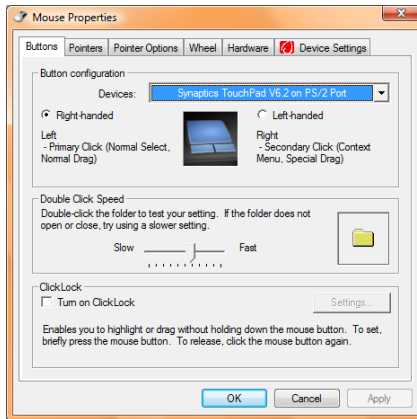 Mouse Properties
Buttons Pointers Pointer Options Wheel Hardware Device Settings
Button configuration
Devices: Synaptics TouchPad V6.2 on PS/2 Port
Right-handed Left-handed
Left
- Primary Click (Normal Select,
Normal Drag)
Right
- Secondary Click (Context
Menu, Special Drag)
Double Click Speed
Double-click the folder to test your setting. If the folder does not
open or close, try using a slower setting.
Slow Fast
ClickLock
Turn on ClickLock Settings...
Enables you to highlight or drag without holding down the mouse button. To set,
briefly press the mouse button. To release, click the mouse button again.
OK Cancel Apply